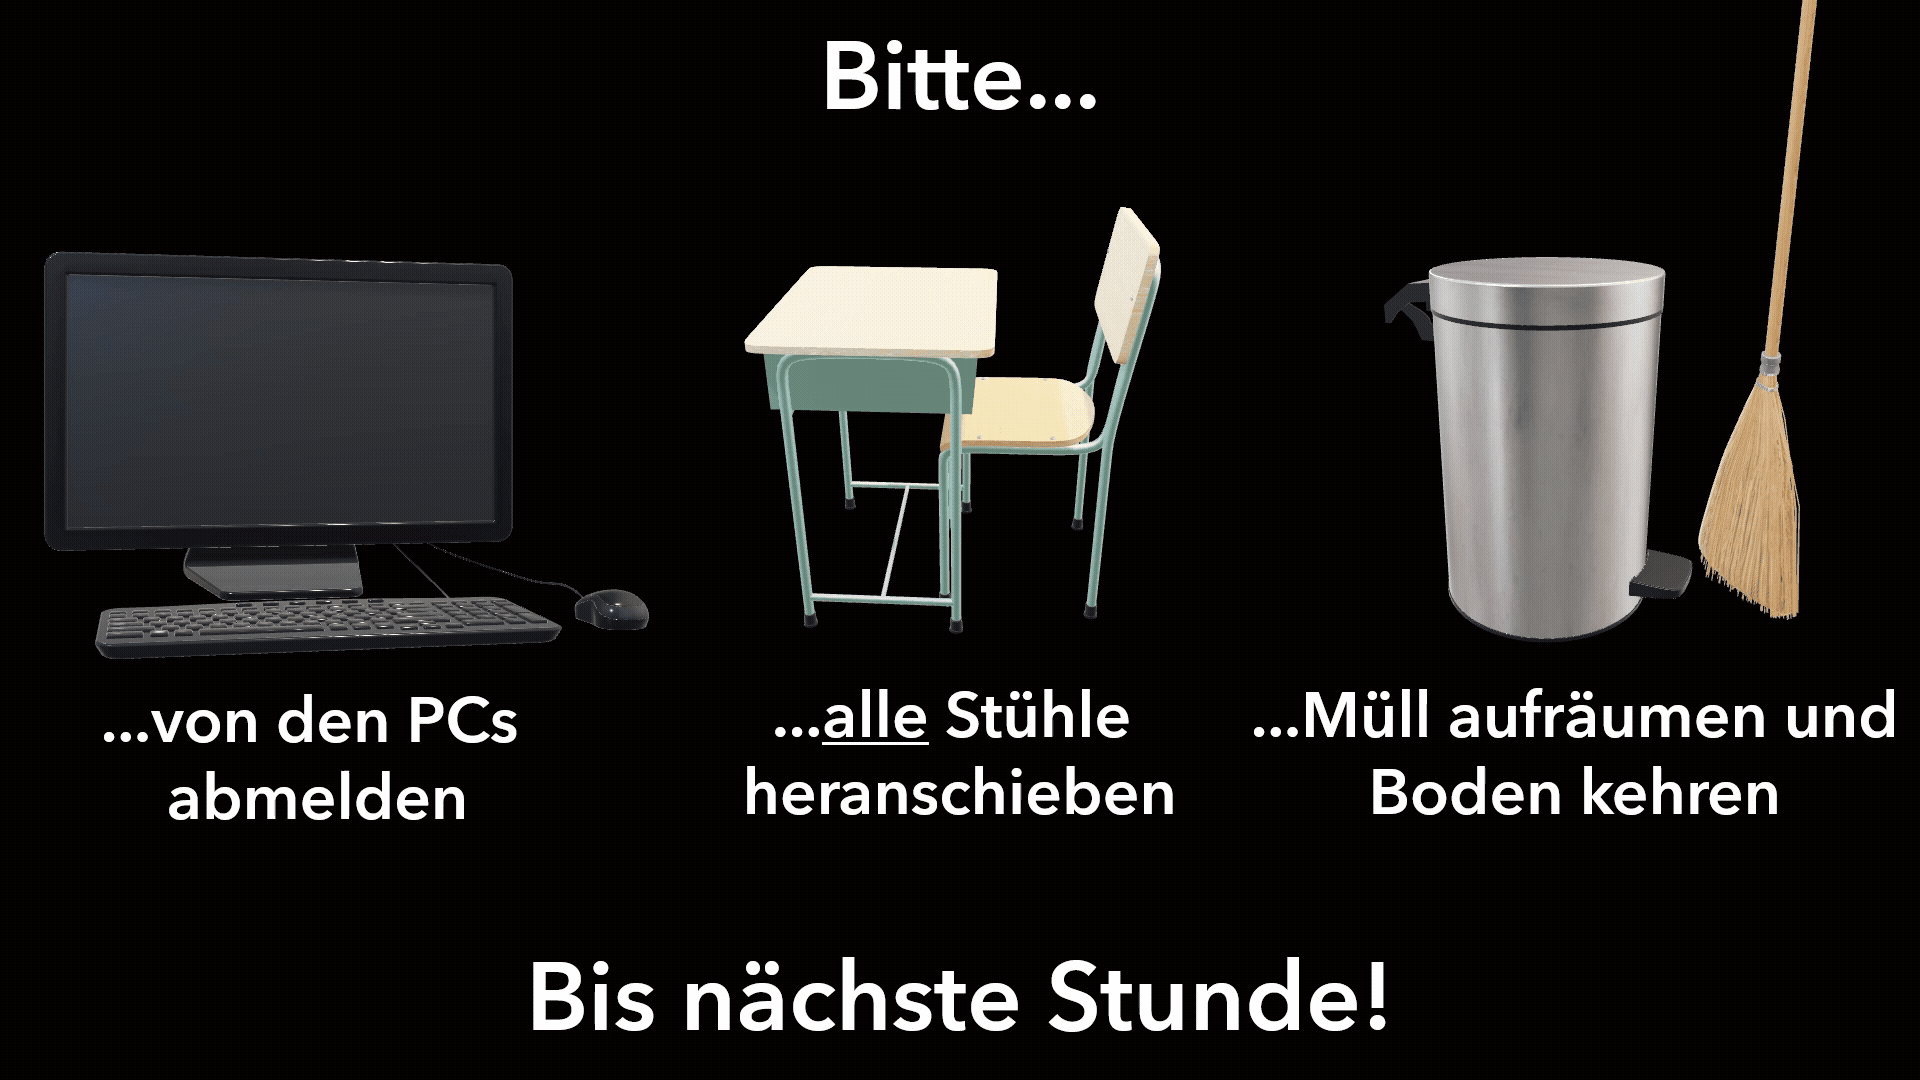 Bitte...
...von den PCs
abmelden
...alle Stühle
heranschieben
...Müll aufräumen und
Boden kehren
Bis nächste Stunde!